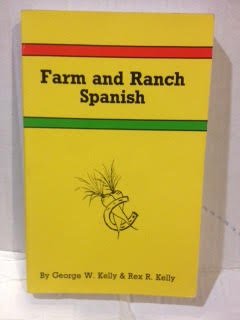 Farm and Ranch
Spanish
By George W. Kelly & Rex R. Kelly